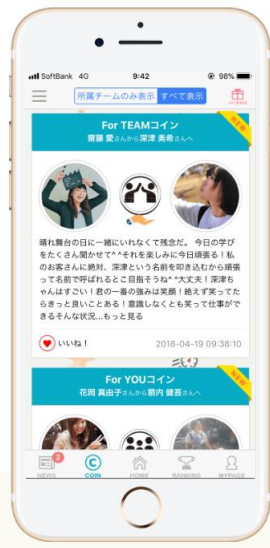 SoftBank 4G 9:42 98%
所属チームのみ表示 すべて表示
For TEAMコイン
齋藤 愛さんから深津 美希さんへ
NEW
晴れ舞台の日に一緒にいれなくて残念だ。 今日の学び
をたくさん聞かせて^ ^それを楽しみに今日頑張る！私
のお客さんに絶対、深津という名前を叩き込むから頑張
って名前で呼ばれるとこ目指そうね^ ^大丈夫！深津ち
ゃんはすごい！君の一番の強みは笑顔！絶えず笑ってた
らきっと良いことある！意識しなくとも笑って仕事がで
きるそんな状況...もっと見る
いいね！ 2018-04-19 09:38:10
For YOUコイン
花岡 真由子さんから箭内 健吾さんへ
NEW
2
NEWS COIN HOME RANKING MYPAGE